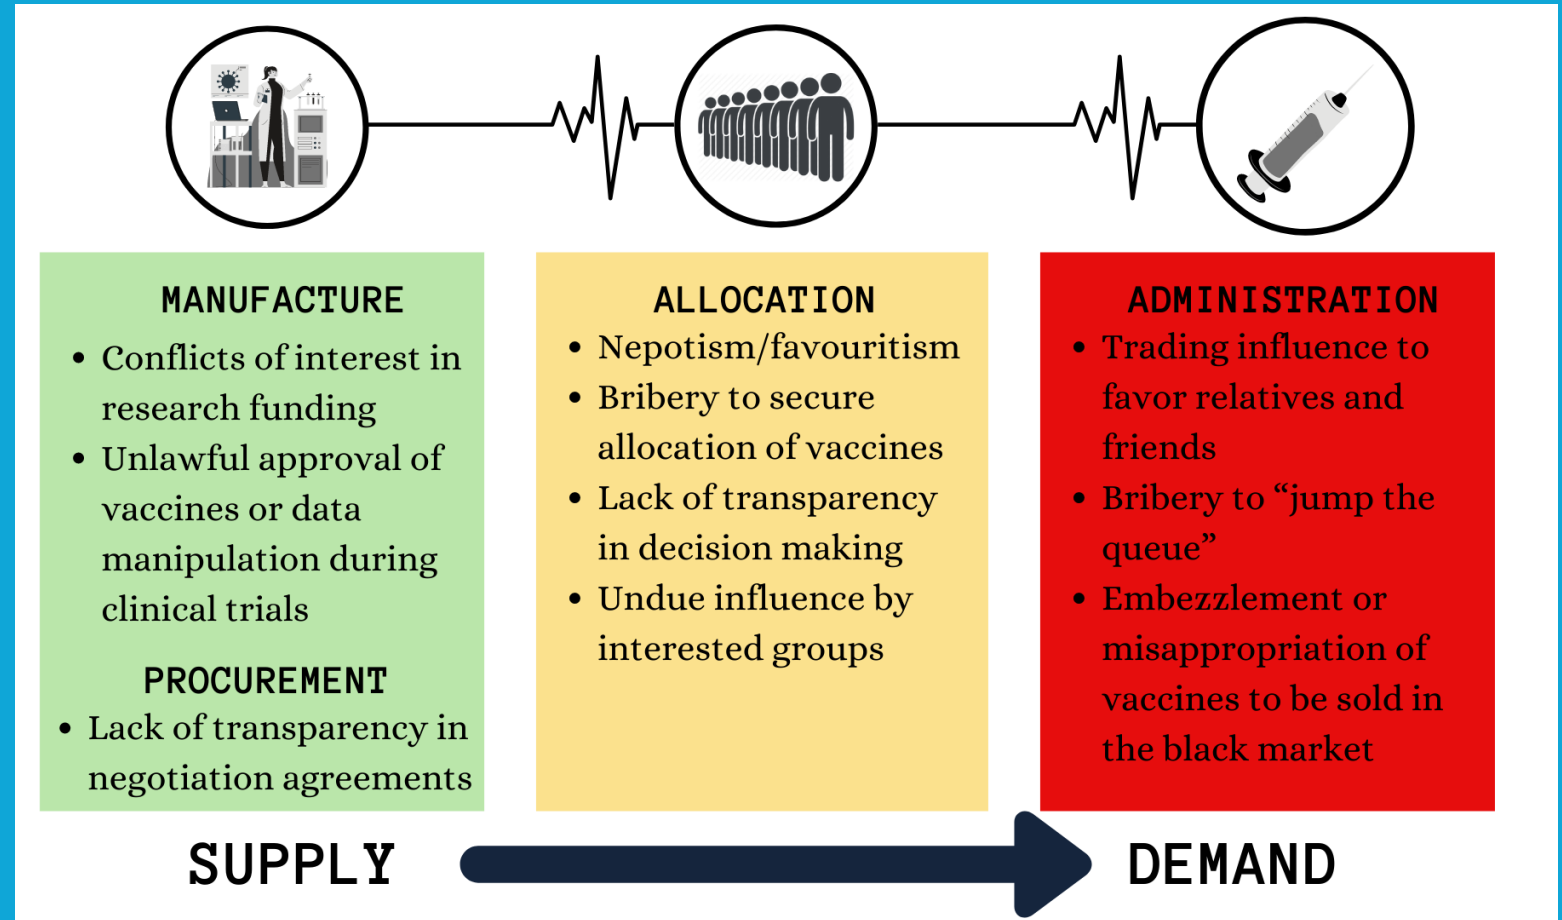 MANUFACTURE
• Conflicts of interest in
research funding
• Unlawful approval of
vaccines or data
manipulation during
clinical trials
PROCUREMENT
• Lack of transparency in
negotiation agreements
ALLOCATION
• Nepotism/favouritism
• Bribery to secure
allocation of vaccines
• Lack of transparency
in decision making
• Undue influence by
interested groups
ADMINISTRATION
• Trading influence to
favor relatives and
friends
• Bribery to “jump the
queue”
• Embezzlement or
misappropriation of
vaccines to be sold in
the black market
SUPPLY
DEMAND